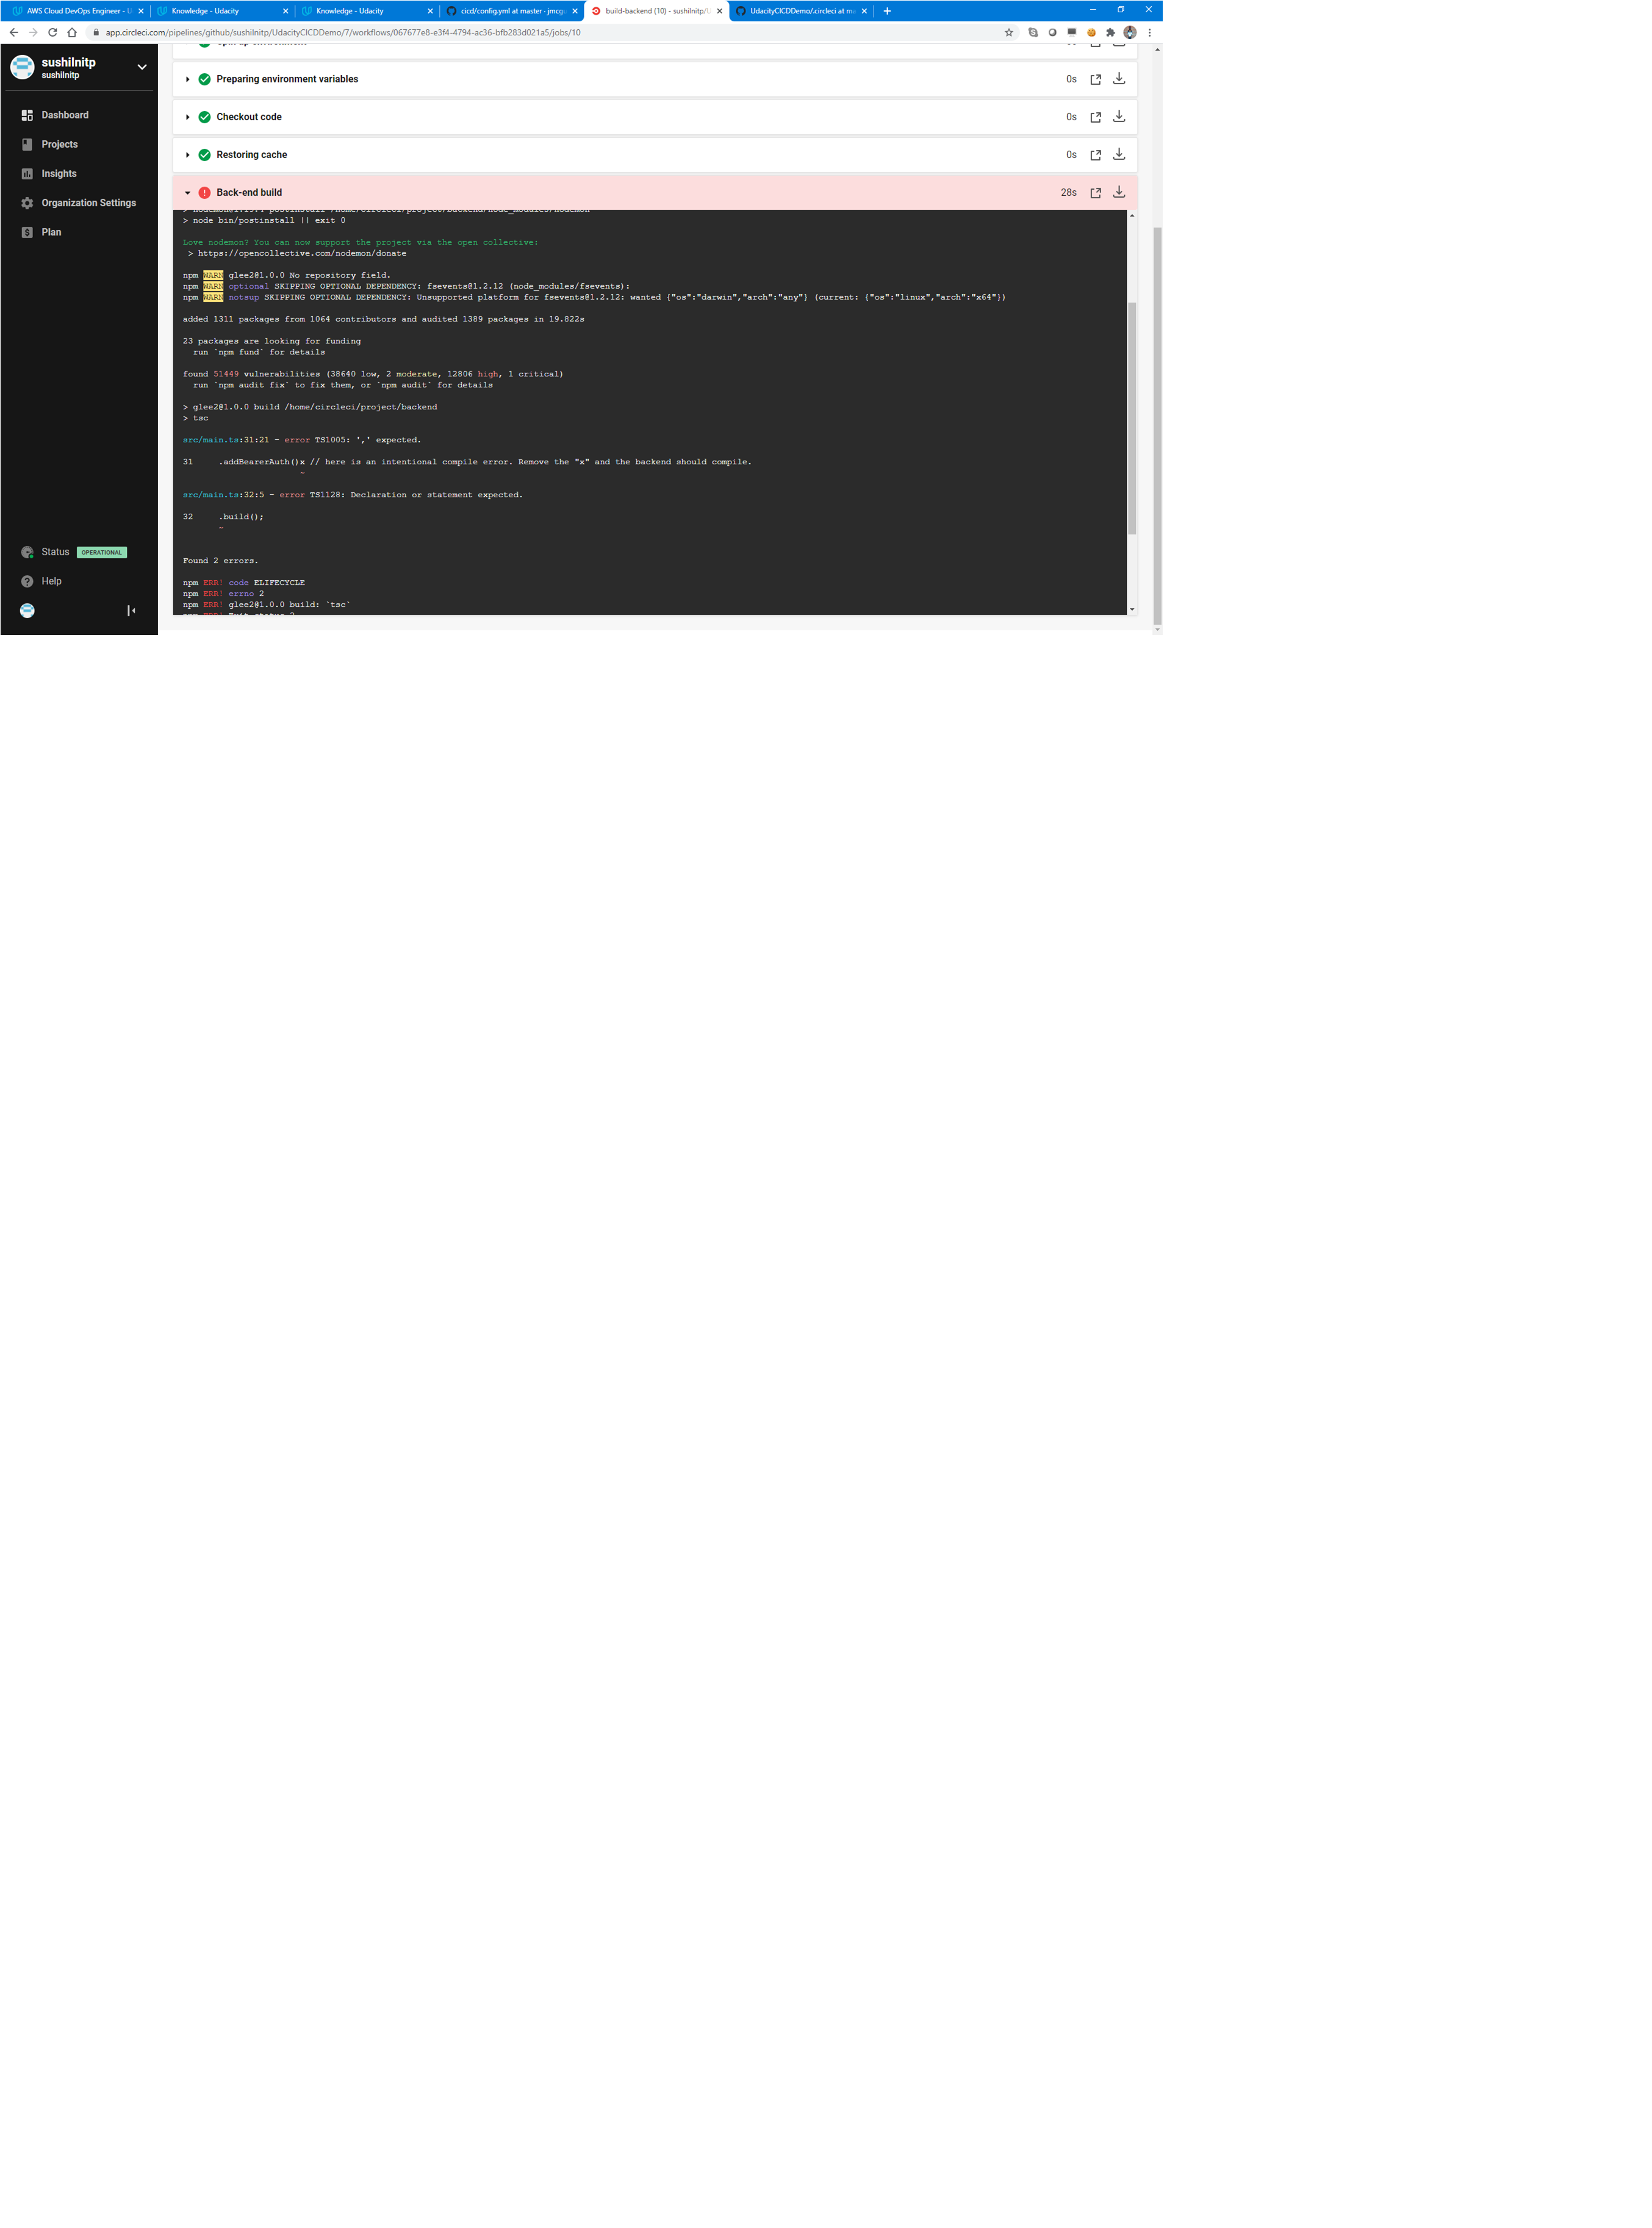 AWS Cloud DevOps Engineer - U
Knowledge - Udacity
Knowledge - Udacity
cicd/config.yml at master · jmcg
build-backend (10) - sushilnitp/U
UdacityCICDDemo/.circleci at ma
app.circleci.com/pipelines/github/sushilnitp/UdacityCICDDemo/7/workflows/067677e8-e3f4-4794-ac36-bfb283d021a5/jobs/10
sushilnitp
sushilnitp
Dashboard
Projects
Insights
Organization Settings
Plan
Status OPERATIONAL
Help
Preparing environment variables 0s
Checkout code 0s
Restoring cache 0s
Back-end build 28s
> node bin/postinstall || exit 0
Love nodemon? You can now support the project via the open collective:
> https://opencollective.com/nodemon/donate
npm WARN glee2@1.0.0 No repository field.
npm WARN optional SKIPPING OPTIONAL DEPENDENCY: fsevents@1.2.12 (node_modules/fsevents):
npm WARN notsup SKIPPING OPTIONAL DEPENDENCY: Unsupported platform for fsevents@1.2.12: wanted {"os":"darwin","arch":"any"} (current: {"os":"linux","arch":"x64"})
added 1311 packages from 1064 contributors and audited 1389 packages in 19.822s
23 packages are looking for funding
run `npm fund` for details
found 51449 vulnerabilities (38640 low, 2 moderate, 12806 high, 1 critical)
run `npm audit fix` to fix them, or `npm audit` for details
> glee2@1.0.0 build /home/circleci/project/backend
> tsc
src/main.ts:31:21 - error TS1005: ',' expected.
31 .addBearerAuth()x // here is an intentional compile error. Remove the "x" and the backend should compile.
~
src/main.ts:32:5 - error TS1128: Declaration or statement expected.
32 .build();
~
Found 2 errors.
npm ERR! code ELIFECYCLE
npm ERR! errno 2
npm ERR! glee2@1.0.0 build: `tsc`